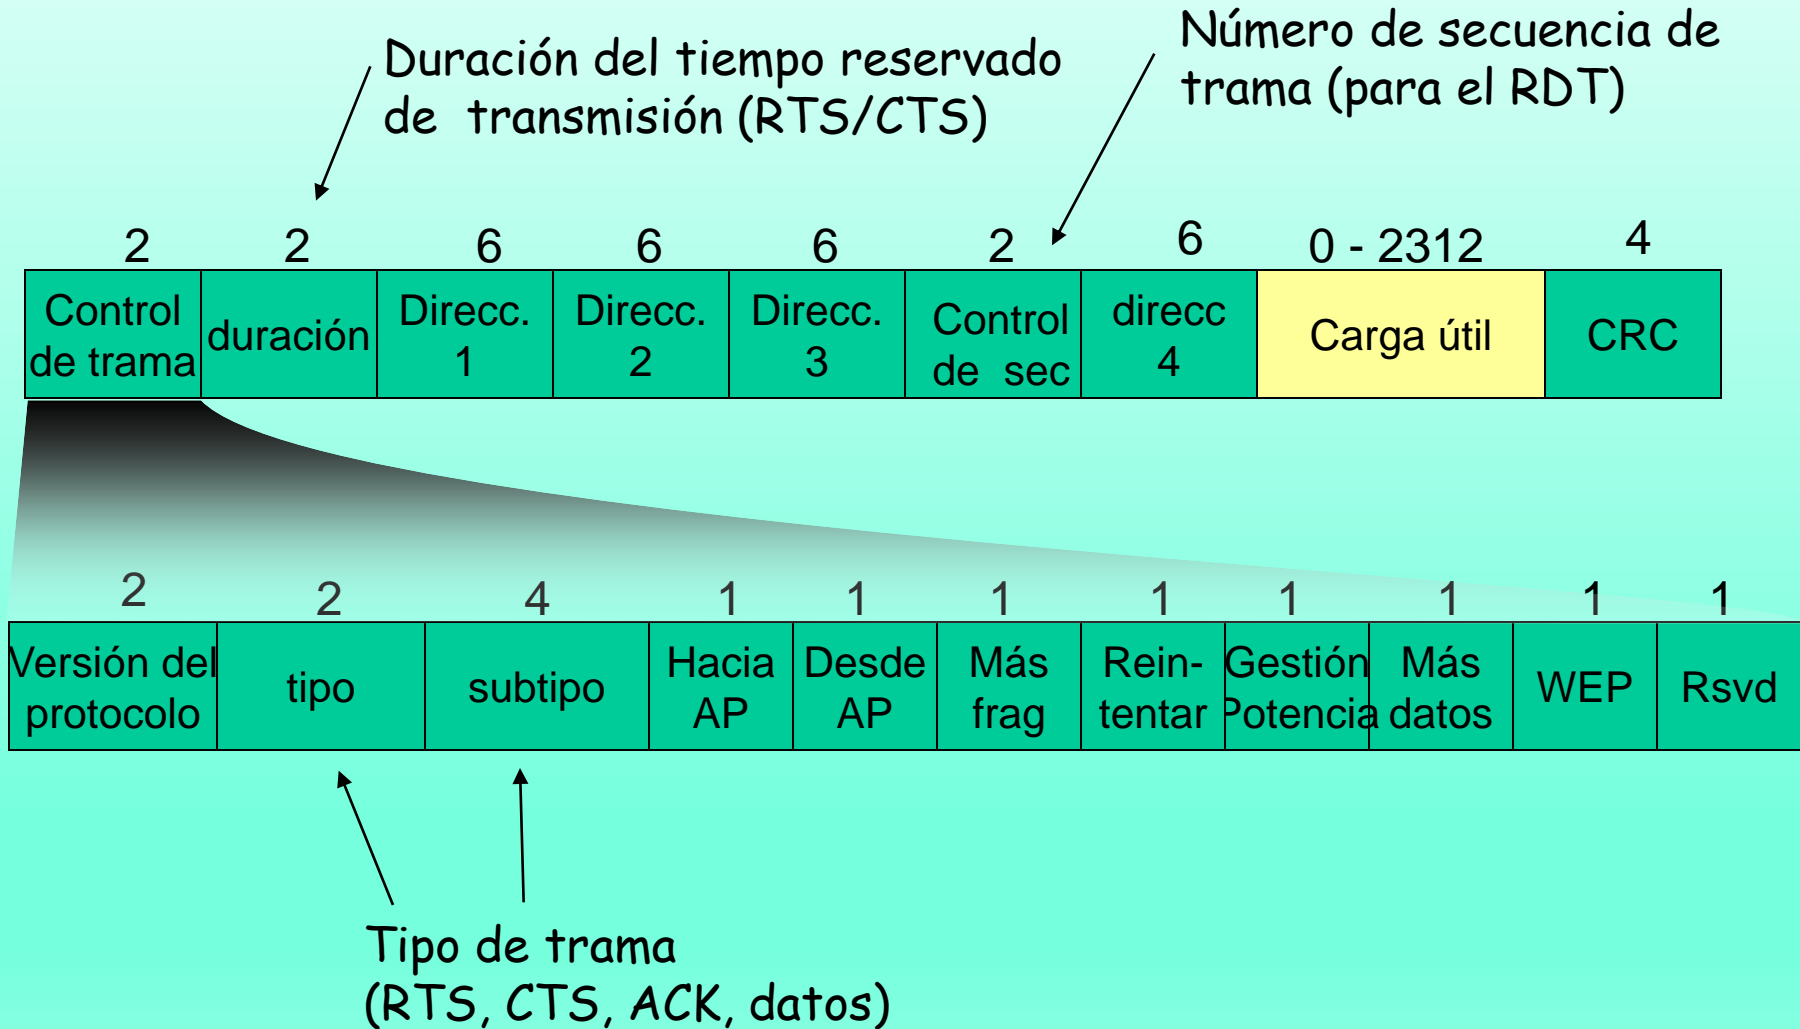 Duración del tiempo reservado
de transmisión (RTS/CTS)
Número de secuencia de
trama (para el RDT)
2 2 6 6 6 2 6 0 - 2312 4
Control
de trama
duración
Direcc.
1
Direcc.
2
Direcc.
3
Control
de sec
direcc
4
Carga útil
CRC
2 2 4 1 1 1 1 1 1 1 1
Versión del
protocolo
tipo
subtipo
Hacia
AP
Desde
AP
Más
frag
Rein-
tentar
Gestión
Potencia
Más
datos
WEP
Rsvd
Tipo de trama
(RTS, CTS, ACK, datos)